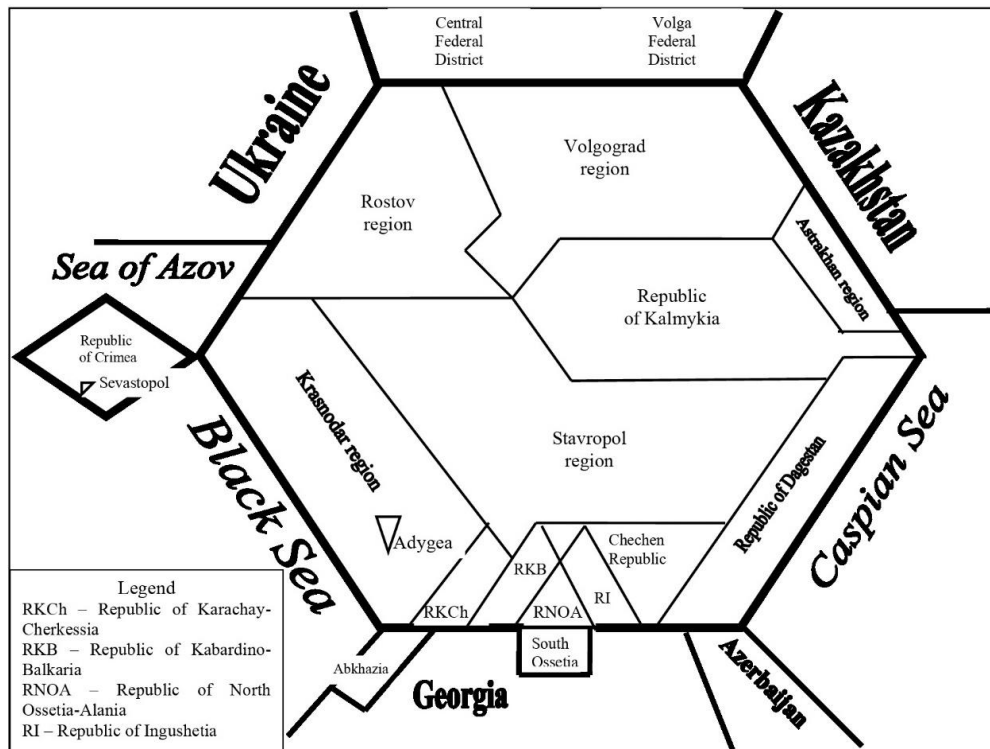 Central
Federal
District
Volga
Federal
District
Ukraine
Kazakhstan
Volgograd
region
Rostov
region
Astrakhan region
Sea of Azov
Republic
of Kalmykia
Republic
of Crimea
Sevastopol
Krasnodar region
Stavropol
region
Black Sea
Republic of Dagestan
Caspian Sea
Adygea
Chechen
Republic
RKB
RI
RKCh
RNOA
Abkhazia
Georgia
South
Ossetia
Azerbaijan
Legend
RKCh – Republic of Karachay-
Cherkessia
RKB – Republic of Kabardino-
Balkaria
RNOA – Republic of North
Ossetia-Alania
RI – Republic of Ingushetia